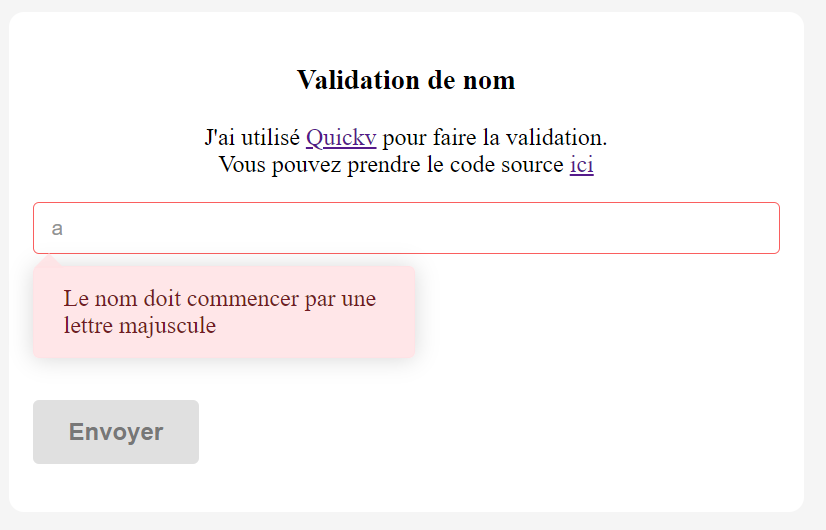 Validation de nom
J'ai utilisé Quickv pour faire la validation.
Vous pouvez prendre le code source ici
a
Le nom doit commencer par une
lettre majuscule
Envoyer